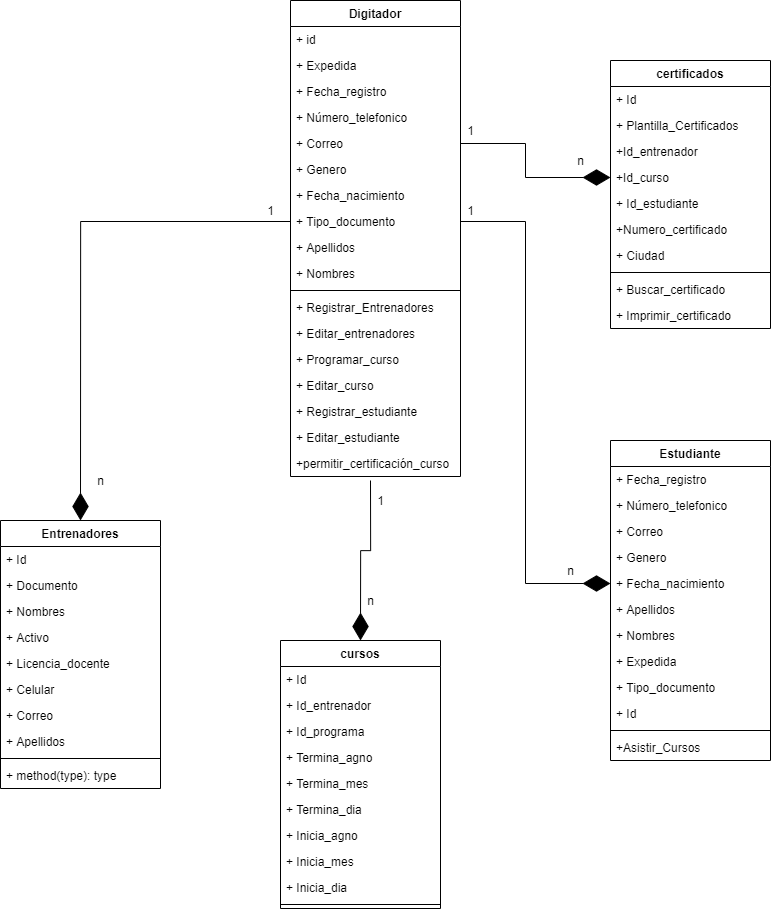 Digitador
+ id
+ Expedida
+ Fecha_registro
+ Número_telefonico
+ Correo
+ Genero
+ Fecha_nacimiento
+ Tipo_documento
+ Apellidos
+ Nombres
+ Registrar_Entrenadores
+ Editar_entrenadores
+ Programar_curso
+ Editar_curso
+ Registrar_estudiante
+ Editar_estudiante
+permitir_certificación_curso
1
n
certificados
+ Id
+ Plantilla_Certificados
+Id_entrenador
+Id_curso
+ Id_estudiante
+Numero_certificado
+ Ciudad
+ Buscar_certificado
+ Imprimir_certificado
1
n
Estudiante
+ Fecha_registro
+ Número_telefonico
+ Correo
+ Genero
+ Fecha_nacimiento
+ Apellidos
+ Nombres
+ Expedida
+ Tipo_documento
+ Id
+Asistir_Cursos
1
n
Entrenadores
+ Id
+ Documento
+ Nombres
+ Activo
+ Licencia_docente
+ Celular
+ Correo
+ Apellidos
+ method(type): type
1
n
cursos
+ Id
+ Id_entrenador
+ Id_programa
+ Termina_agno
+ Termina_mes
+ Termina_dia
+ Inicia_agno
+ Inicia_mes
+ Inicia_dia